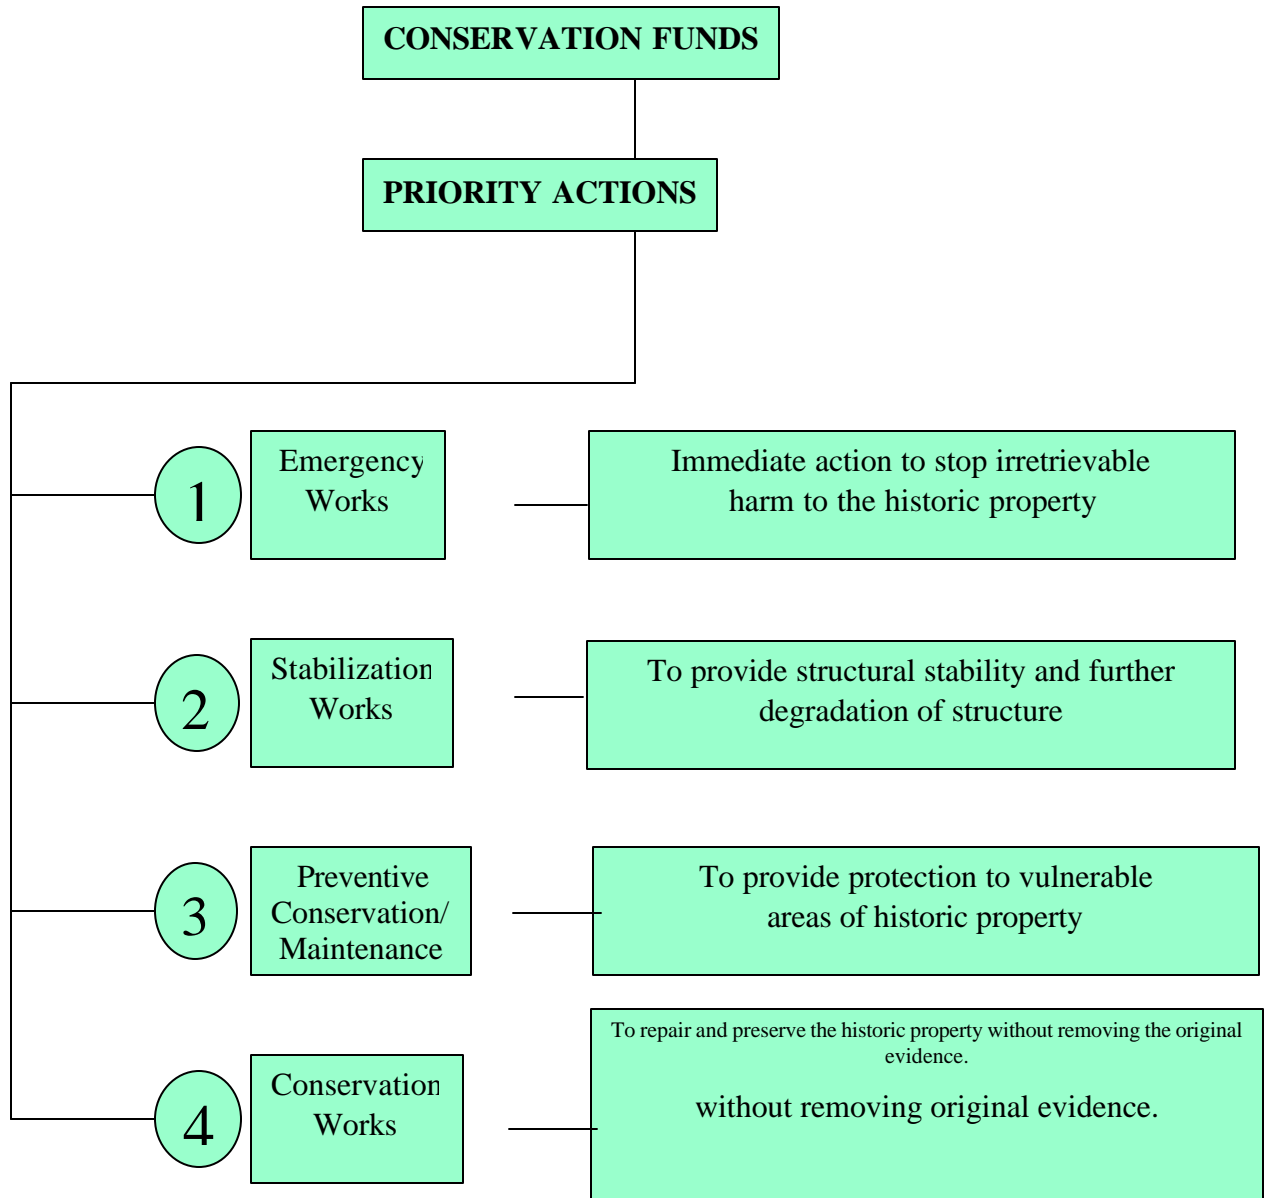 CONSERVATION FUNDS
PRIORITY ACTIONS
1
Emergency
Works
Immediate action to stop irretrievable
harm to the historic property
2
Stabilization
Works
To provide structural stability and further
degradation of structure
3
Preventive
Conservation/
Maintenance
To provide protection to vulnerable
areas of historic property
4
Conservation
Works
To repair and preserve the historic property without removing the original
evidence.
without removing original evidence.